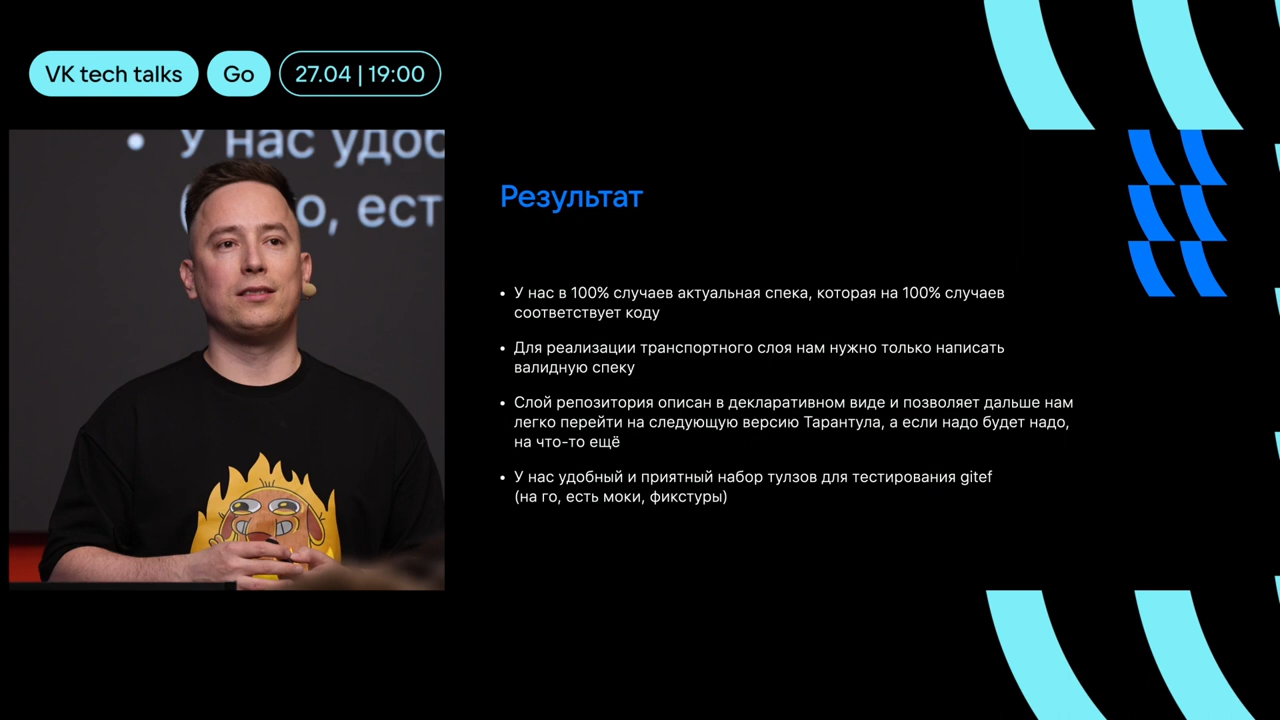 VK tech talks
Go
27.04 | 19:00
• У нас удоб
о, ест
Результат
• У нас в 100% случаев актуальная спека, которая на 100% случаев
соответствует коду
• Для реализации транспортного слоя нам нужно только написать
валидную спеку
• Слой репозитория описан в декларативном виде и позволяет дальше нам
легко перейти на следующую версию Тарантула, а если надо будет надо,
на что-то ещё
• У нас удобный и приятный набор тулзов для тестирования gitef
(на го, есть моки, фикстуры)